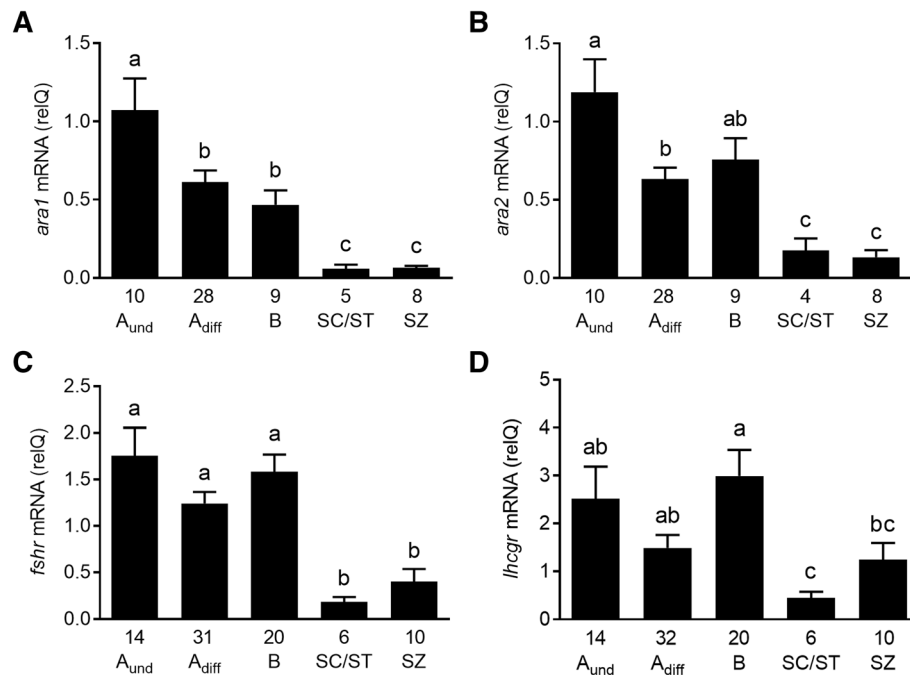 A
ara1 mRNA (relQ)
1.5
1.0
0.5
0.0
a
b
b
c
c
10 28 9 5 8
Aund Adiff B SC/ST SZ
B
ara2 mRNA (relQ)
1.5
1.0
0.5
0.0
a
b
ab
c
c
10 28 9 4 8
Aund Adiff B SC/ST SZ
C
fshr mRNA (relQ)
2.5
2.0
1.5
1.0
0.5
0.0
a
a
a
b
b
14 31 20 6 10
Aund Adiff B SC/ST SZ
D
lhcgr mRNA (relQ)
5
4
3
2
1
0
ab
ab
a
c
bc
14 32 20 6 10
Aund Adiff B SC/ST SZ